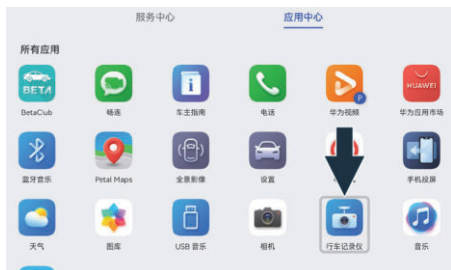 服务中心 应用中心
所有应用
BETA HUAWEI
P
BetaCub 畅连 车主指南 电话 华为视频 华为应用市场
蓝牙音乐 Petal Maps 全景影像 设置 手机投屏
天气 图库 USB 音乐 相机 行车记录仪 音乐